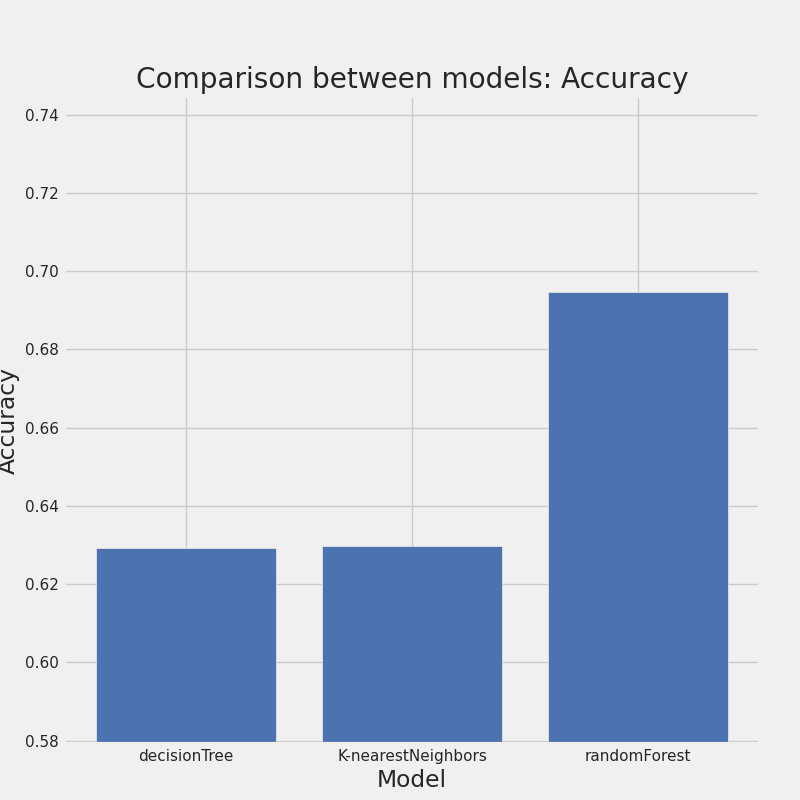 Comparison between models: Accuracy
0.74
0.72
0.70
0.68
0.66
0.64
0.62
0.60
0.58
Accuracy
decisionTree
K-nearestNeighbors
randomForest
Model